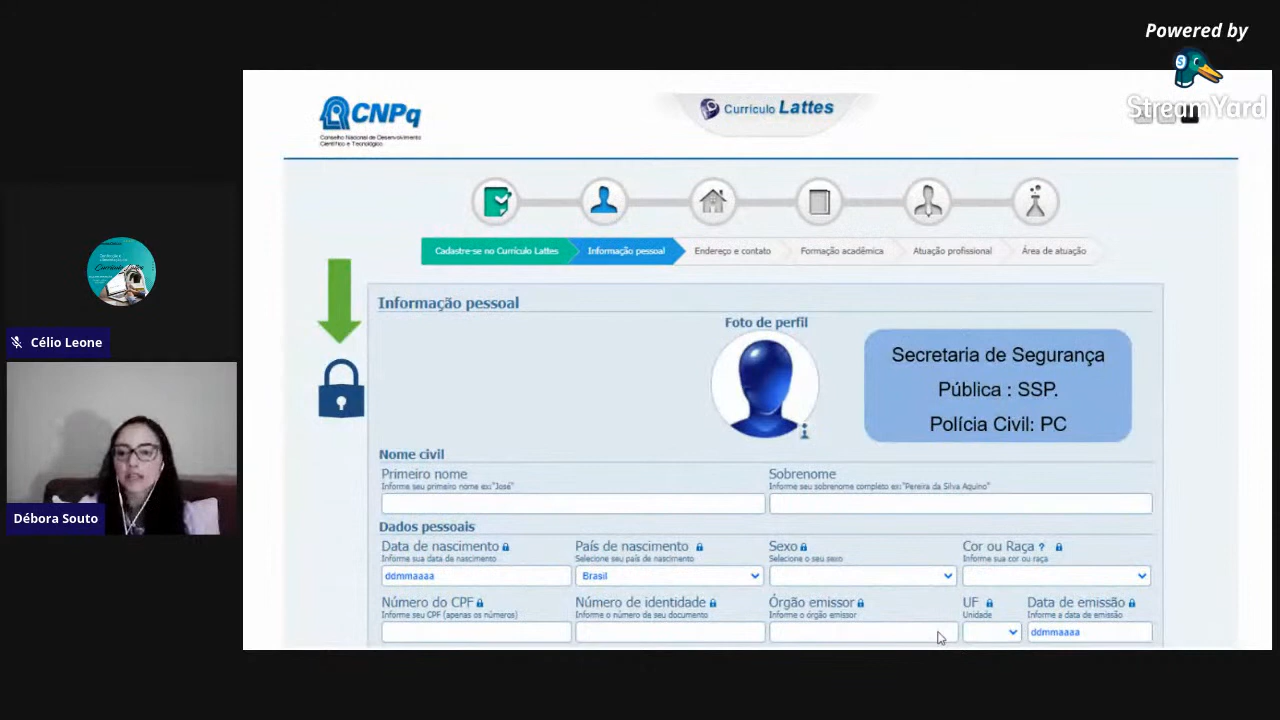 Powered by
StreamYard
CNPq
Conselho Nacional de Desenvolvimento
Científico e Tecnológico
Currículo Lattes
Cadastre-se no Currículo Lattes
Informação pessoal
Endereço e contato
Formação acadêmica
Atuação profissional
Área de atuação
Informação pessoal
Foto de perfil
Secretaria de Segurança
Pública : SSP.
Polícia Civil: PC
Nome civil
Primeiro nome
Informe seu primeiro nome ex:"José"
Sobrenome
Informe seu sobrenome completo ex:"Pereira da Silva Aquino"
Dados pessoais
Data de nascimento
Informe sua data de nascimento
ddmmaaaa
País de nascimento
Selecione seu país de nascimento
Brasil
Sexo
Selecione o seu sexo
Cor ou Raça ?
Informe sua cor ou raça
Número do CPF
Informe seu CPF (apenas os números)
Número de identidade
Informe o número de seu documento
Órgão emissor
Informe o órgão emissor
UF
Unidade
Data de emissão
Informe a data de emissão
ddmmaaaa
Célio Leone
Débora Souto